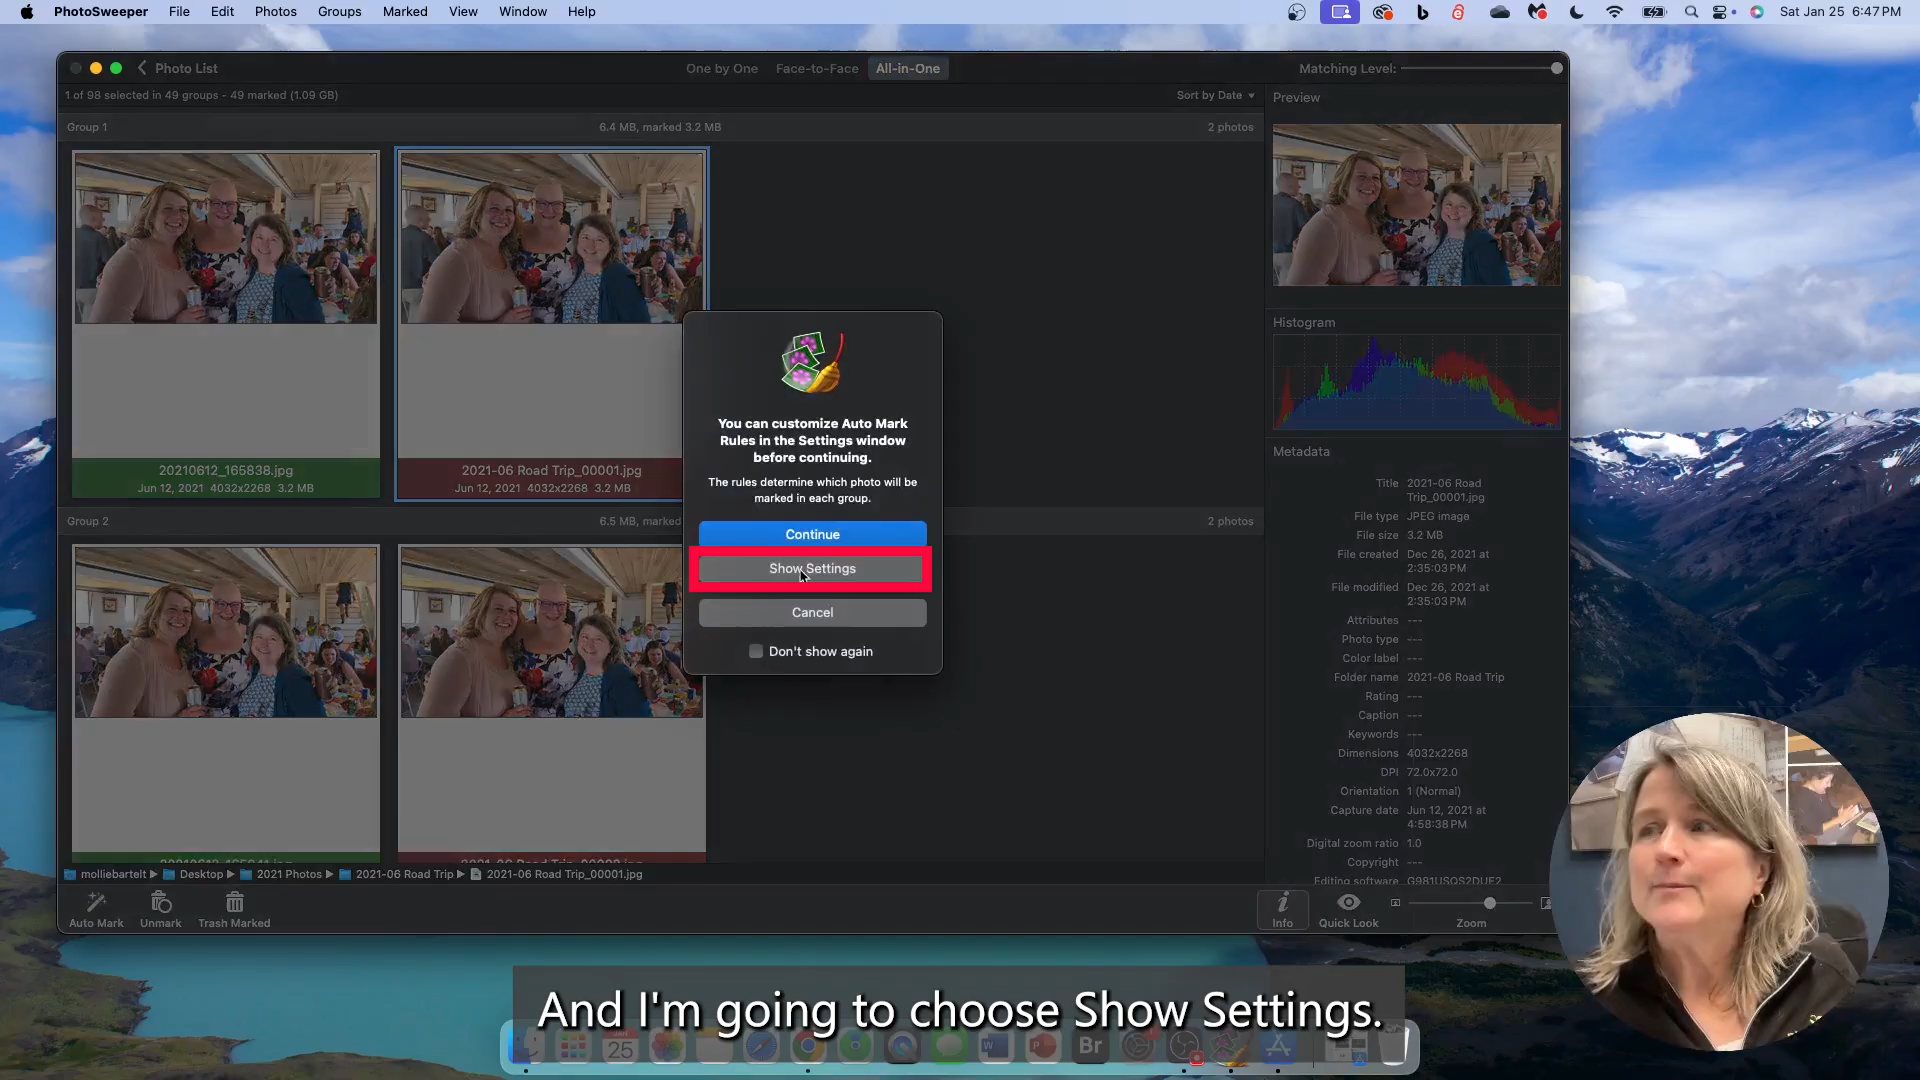 PhotoSweeper File Edit Photos Groups Marked View Window Help
Sat Jan 25 6:47 PM
Photo List
One by One Face-to-Face All-in-One
Matching Level:
1 of 98 selected in 49 groups - 49 marked (1.09 GB)
Sort by Date
Group 1
6.4 MB, marked 3.2 MB
2 photos
20210612_165838.jpg
Jun 12, 2021 4032x2268 3.2 MB
2021-06 Road Trip_00001.jpg
Jun 12, 2021 4032x2268 3.2 MB
Group 2
6.5 MB, marked
2 photos
20210612_165841.jpg
molliebartelt Desktop 2021 Photos 2021-06 Road Trip 2021-06 Road Trip_00001.jpg
Auto Mark Unmark Trash Marked
Info Quick Look Zoom
You can customize Auto Mark
Rules in the Settings window
before continuing.
The rules determine which photo will be
marked in each group.
Continue
Show Settings
Cancel
Don't show again
Preview
Histogram
Metadata
Title 2021-06 Road
Trip_00001.jpg
File type JPEG image
File size 3.2 MB
File created Dec 26, 2021 at
2:35:03 PM
File modified Dec 26, 2021 at
2:35:03 PM
Attributes ---
Photo type ---
Color label ---
Folder name 2021-06 Road Trip
Rating ---
Caption ---
Keywords ---
Dimensions 4032x2268
DPI 72.0x72.0
Orientation 1 (Normal)
Capture date Jun 12, 2021 at
4:58:38 PM
Digital zoom ratio 1.0
Copyright ---
Editing software G981USQS2DUE2
And I'm going to choose Show Settings.
25
W
P
Br